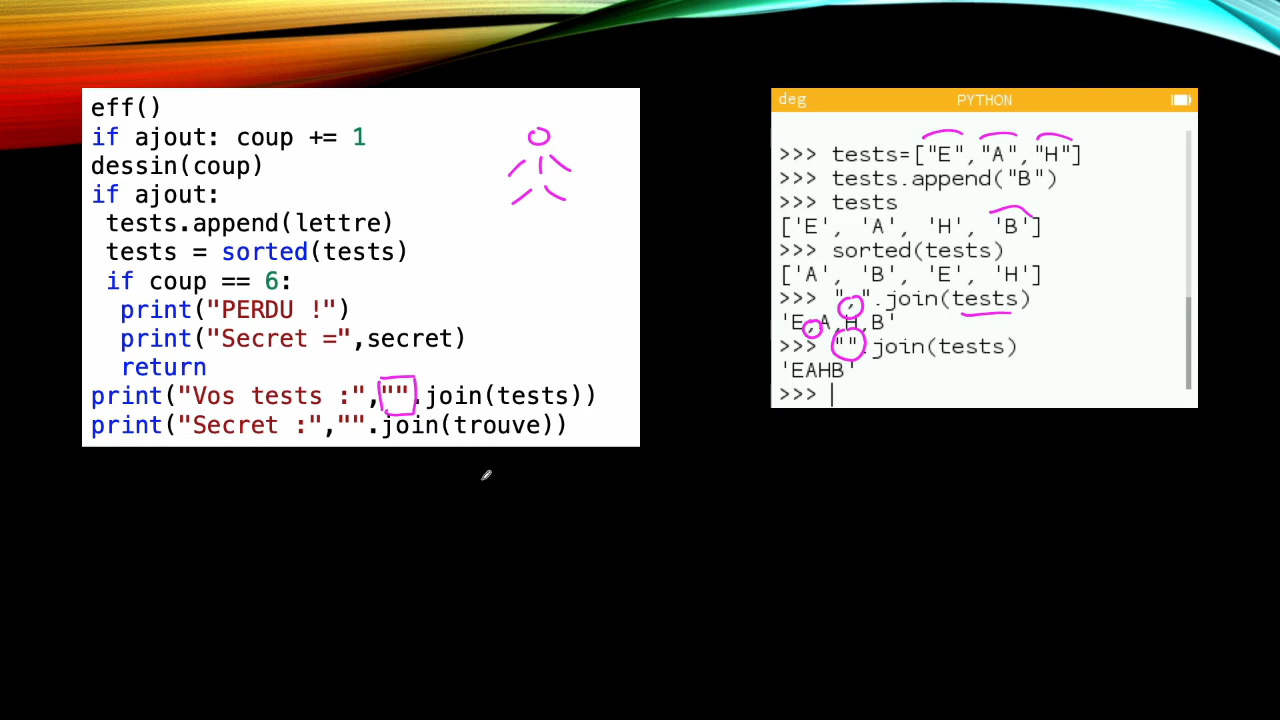 eff()
if ajout: coup += 1
dessin(coup)
if ajout:
 tests.append(lettre)
 tests = sorted(tests)
 if coup == 6:
  print("PERDU !")
  print("Secret =",secret)
  return
print("Vos tests :","".join(tests))
print("Secret :","".join(trouve))
deg PYTHON
>>> tests=["E","A","H"]
>>> tests.append("B")
>>> tests
['E', 'A', 'H', 'B']
>>> sorted(tests)
['A', 'B', 'E', 'H']
>>> ",".join(tests)
'E,A,H,B'
>>> "".join(tests)
'EAHB'
>>>